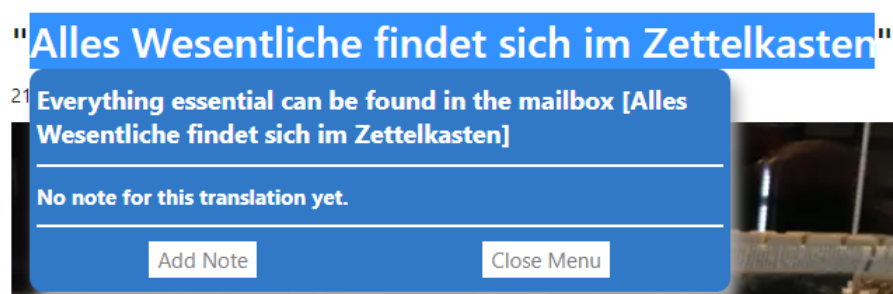 "Alles Wesentliche findet sich im Zettelkasten"
21
Everything essential can be found in the mailbox [Alles
Wesentliche findet sich im Zettelkasten]
No note for this translation yet.
Add Note
Close Menu